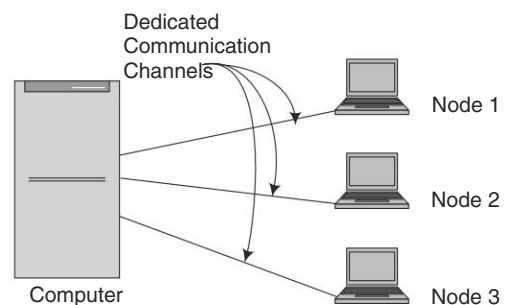 Dedicated
Communication
Channels
Node 1
Node 2
Node 3
Computer